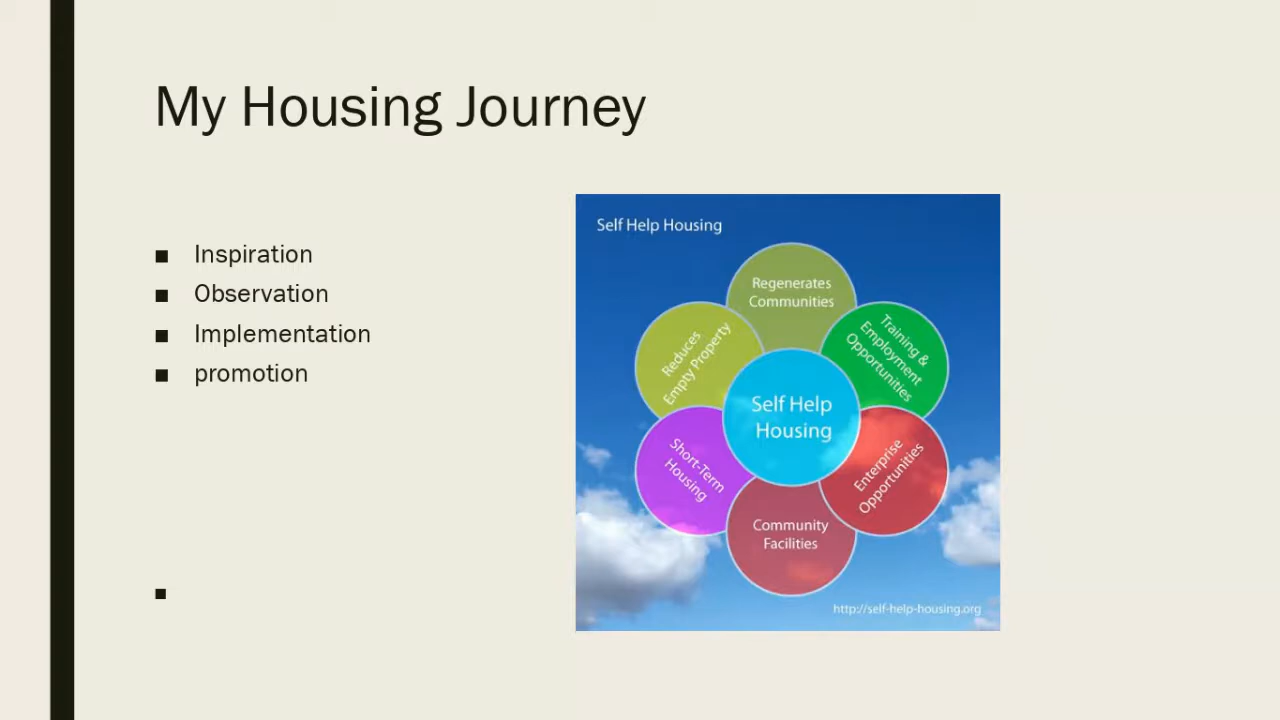 My Housing Journey
■ Inspiration
■ Observation
■ Implementation
■ promotion
■
Self Help Housing
Regenerates
Communities
Reduces
Empty Property
Training &
Employment
Opportunities
Self Help
Housing
Short-Term
Housing
Enterprise
Opportunities
Community
Facilities
http://self-help-housing.org